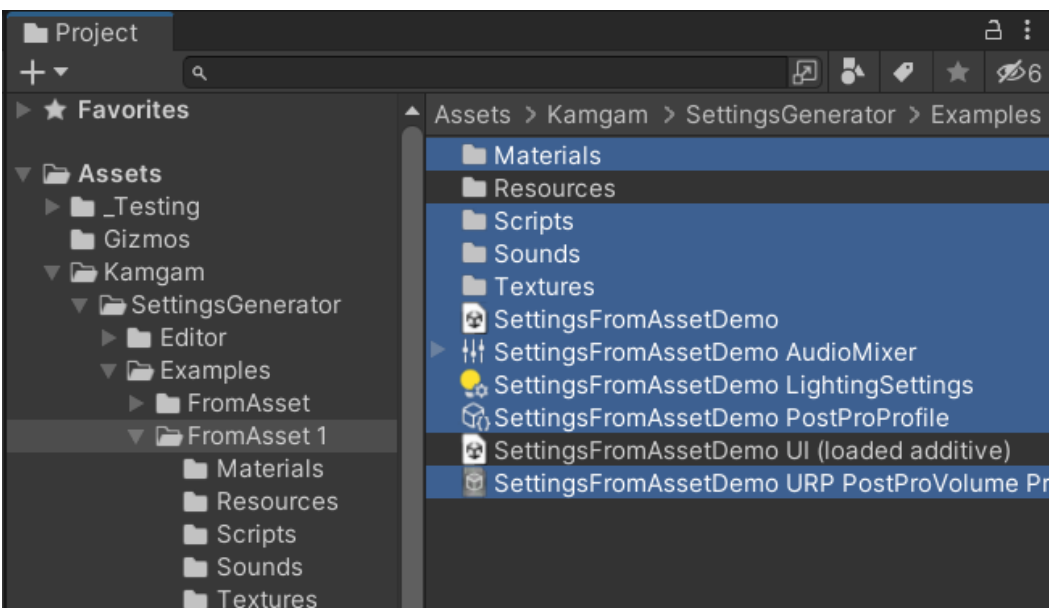 Project
6
Favorites
Assets
_Testing
Gizmos
Kamgam
SettingsGenerator
Editor
Examples
FromAsset
FromAsset 1
Materials
Resources
Scripts
Sounds
Textures
Assets > Kamgam > SettingsGenerator > Examples
Materials
Resources
Scripts
Sounds
Textures
SettingsFromAssetDemo
SettingsFromAssetDemo AudioMixer
SettingsFromAssetDemo LightingSettings
SettingsFromAssetDemo PostProProfile
SettingsFromAssetDemo UI (loaded additive)
SettingsFromAssetDemo URP PostProVolume Pr